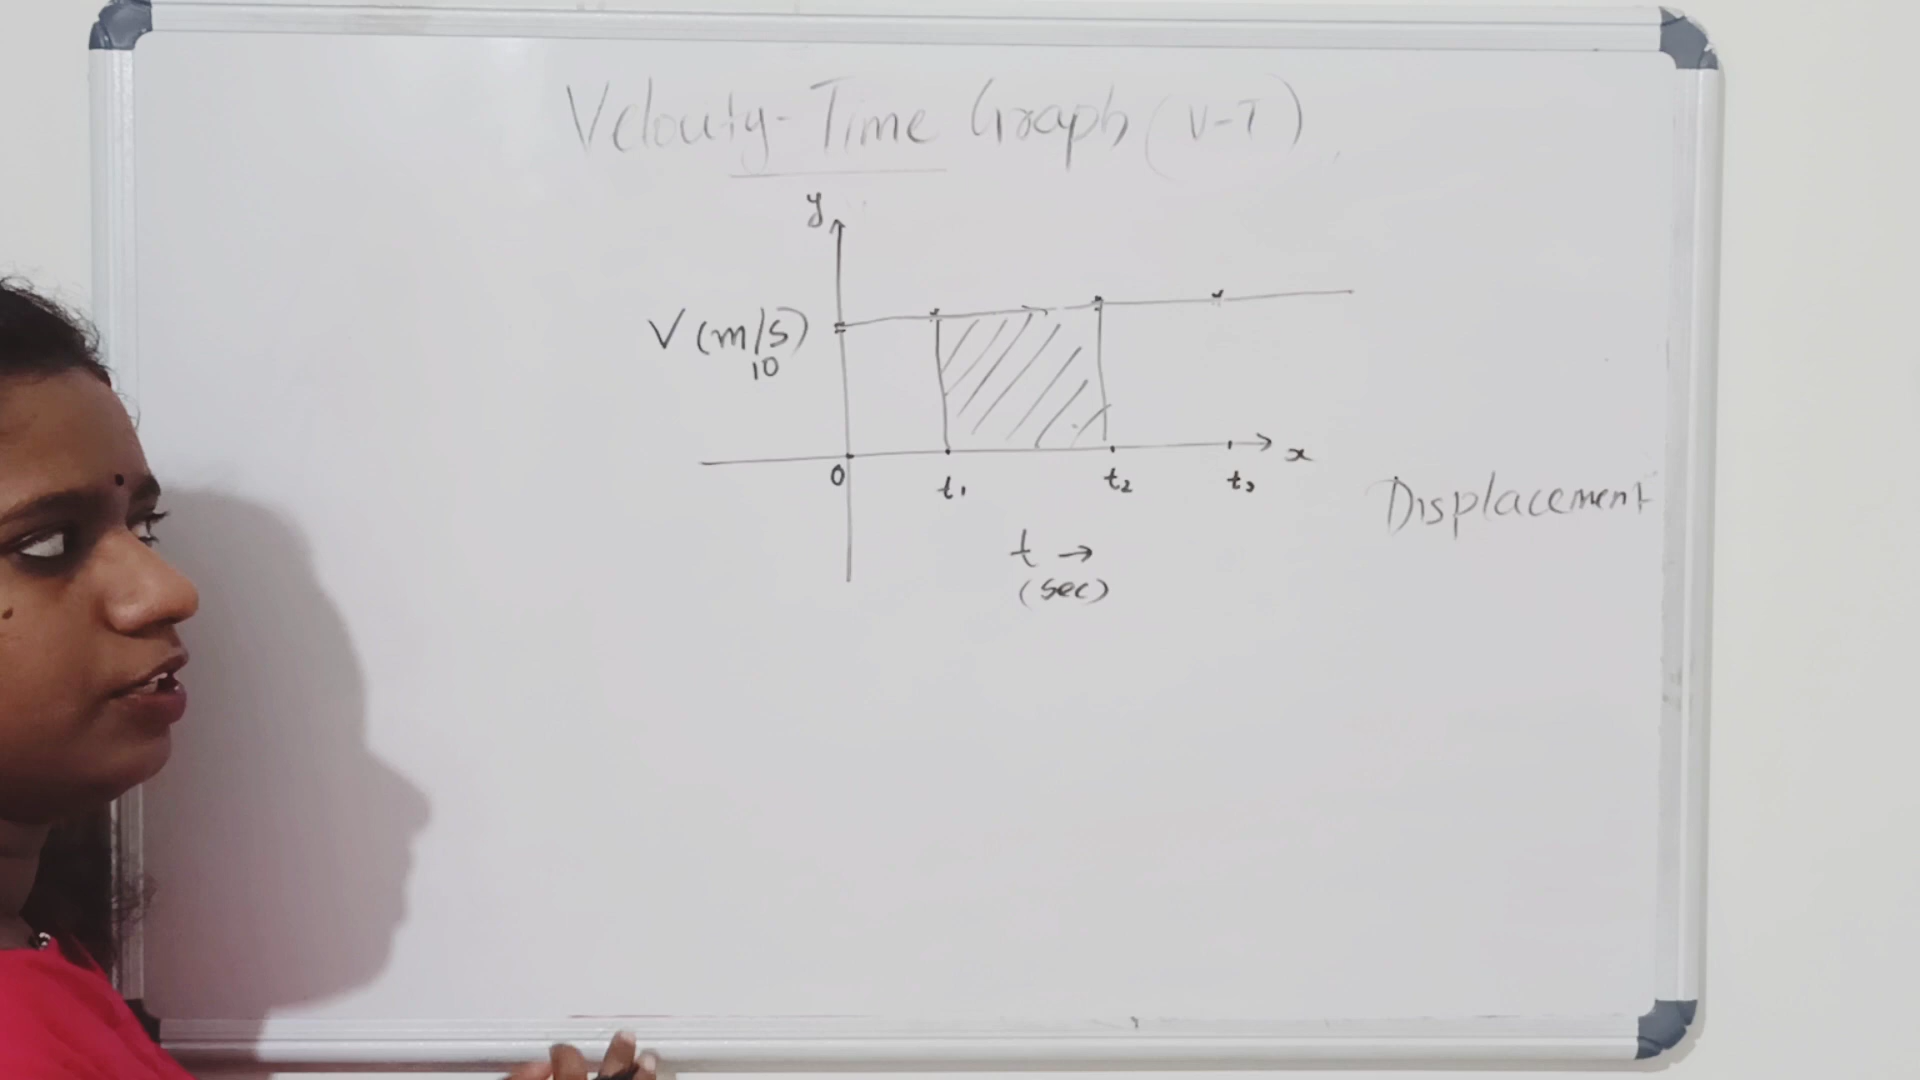 Velocity-Time Graph (V-T)
y
V (m/s)
10
x
0
t₁
t₂
t₃
Displacement
t →
(sec)